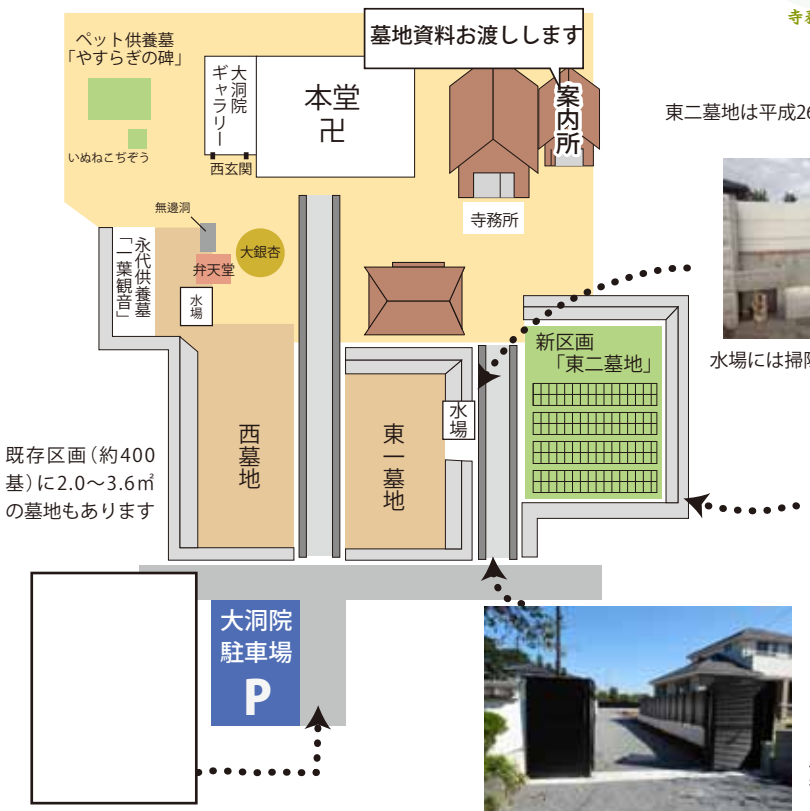 寺務
墓地資料お渡しします
ペット供養墓
「やすらぎの碑」
大洞院
ギャラリー
本堂
卍
案内所
東二墓地は平成26
いぬねこぢぞう
西玄関
無邊洞
寺務所
大銀杏
弁天堂
永代供養墓
「一葉観音」
水場
新区画
「東二墓地」
水場には掃除
水場
西墓地
東一墓地
既存区画(約400
基)に2.0〜3.6㎡
の墓地もあります
大洞院
駐車場
P